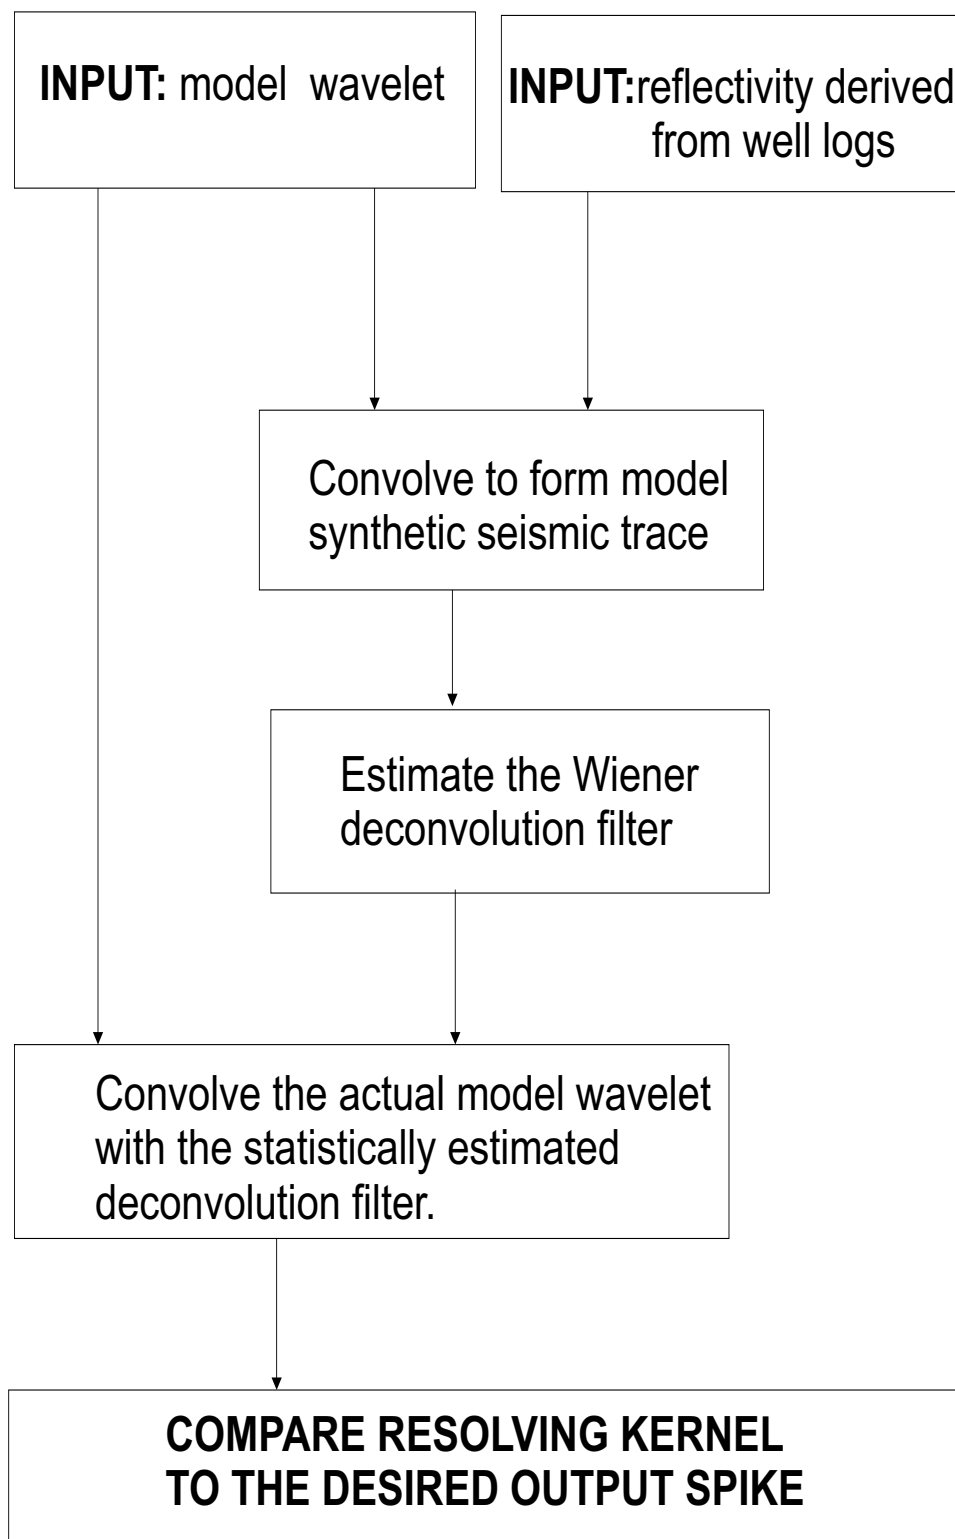 INPUT: model wavelet
INPUT:reflectivity derived
from well logs
Convolve to form model
synthetic seismic trace
Estimate the Wiener
deconvolution filter
Convolve the actual model wavelet
with the statistically estimated
deconvolution filter.
COMPARE RESOLVING KERNEL
TO THE DESIRED OUTPUT SPIKE